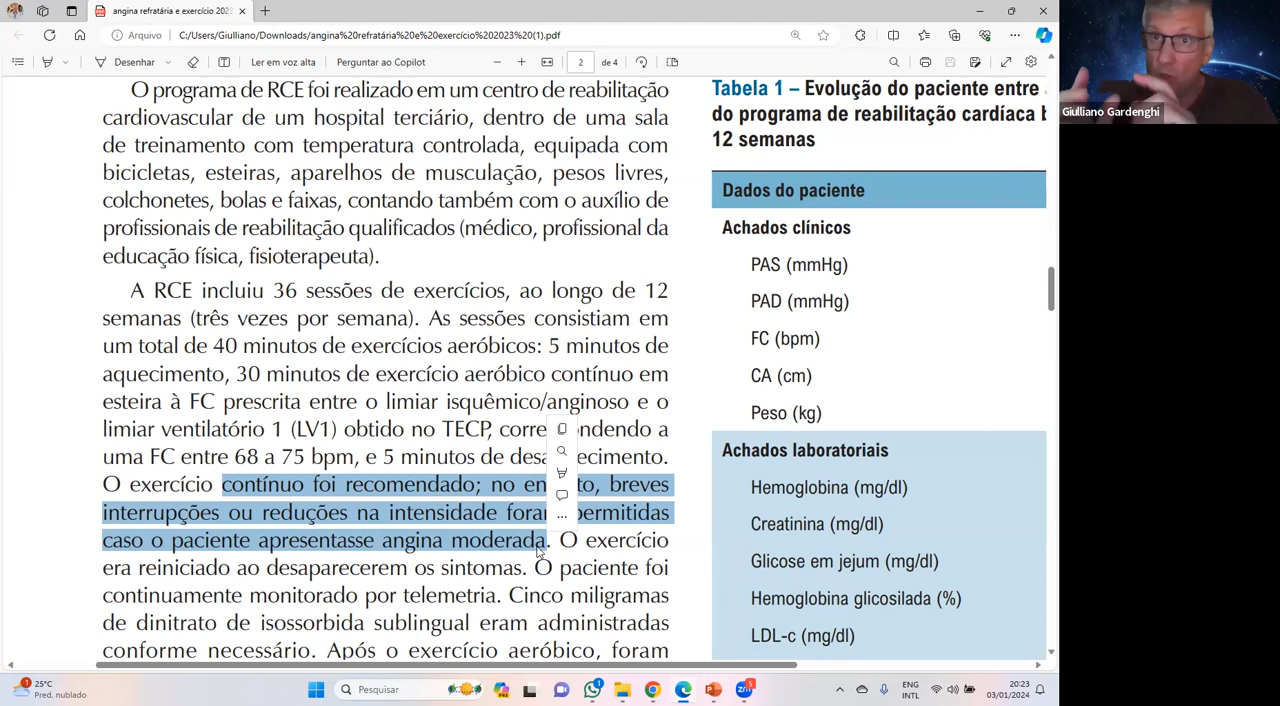 angina refratária e exercício 202
Arquivo
C:/Users/Giulliano/Downloads/angina%20refratária%20e%20exercício%202023%20(1).pdf
Desenhar
Ler em voz alta
Perguntar ao Copilot
2
de 4
O programa de RCE foi realizado em um centro de reabilitação
cardiovascular de um hospital terciário, dentro de uma sala
de treinamento com temperatura controlada, equipada com
bicicletas, esteiras, aparelhos de musculação, pesos livres,
colchonetes, bolas e faixas, contando também com o auxílio de
profissionais de reabilitação qualificados (médico, profissional da
educação física, fisioterapeuta).
A RCE incluiu 36 sessões de exercícios, ao longo de 12
semanas (três vezes por semana). As sessões consistiam em
um total de 40 minutos de exercícios aeróbicos: 5 minutos de
aquecimento, 30 minutos de exercício aeróbico contínuo em
esteira à FC prescrita entre o limiar isquêmico/anginoso e o
limiar ventilatório 1 (LV1) obtido no TECP, corre ondendo a
uma FC entre 68 a 75 bpm, e 5 minutos de desa ecimento.
O exercício contínuo foi recomendado; no en to, breves
interrupções ou reduções na intensidade foram permitidas
caso o paciente apresentasse angina moderada. O exercício
era reiniciado ao desaparecerem os sintomas. O paciente foi
continuamente monitorado por telemetria. Cinco miligramas
de dinitrato de isossorbida sublingual eram administradas
conforme necessário. Após o exercício aeróbico, foram
Tabela 1 – Evolução do paciente entre
do programa de reabilitação cardíaca
12 semanas
Dados do paciente
Achados clínicos
PAS (mmHg)
PAD (mmHg)
FC (bpm)
CA (cm)
Peso (kg)
Achados laboratoriais
Hemoglobina (mg/dl)
Creatinina (mg/dl)
Glicose em jejum (mg/dl)
Hemoglobina glicosilada (%)
LDL-c (mg/dl)
Giulliano Gardenghi
1
25°C
Pred. nublado
Pesquisar
PRE
1
5
ENG
INTL
20:23
03/01/2024